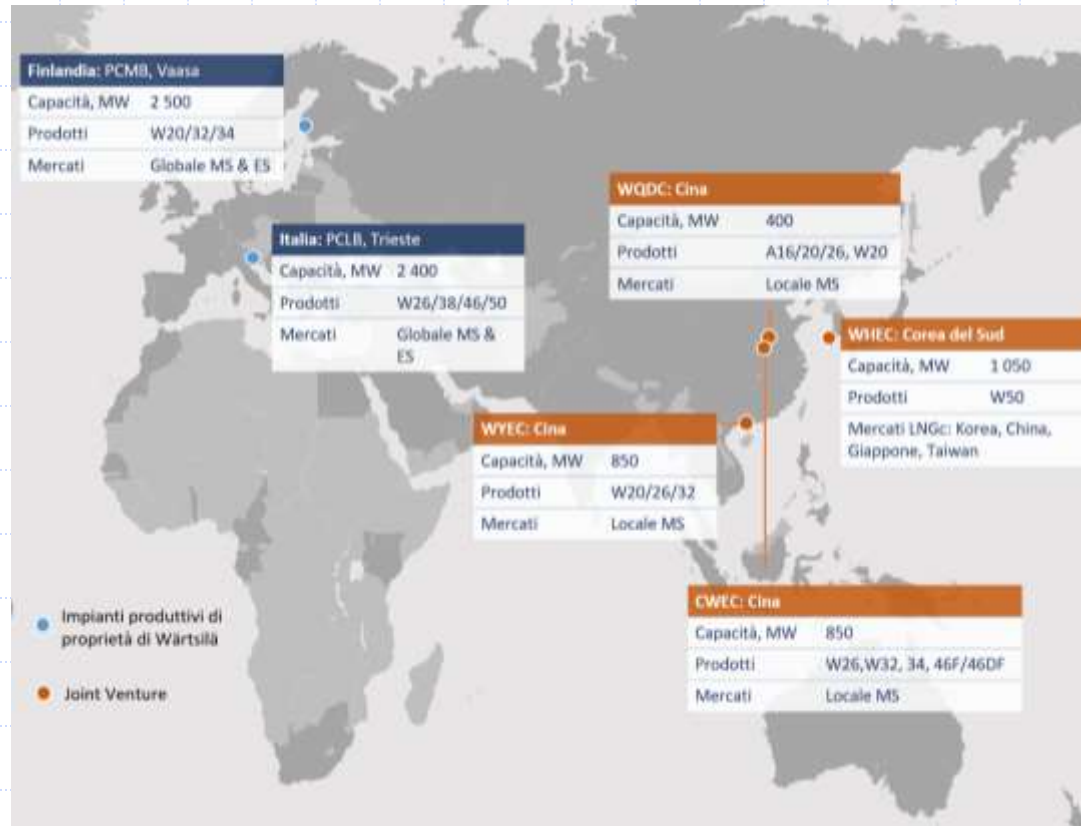 Finlandia: PCMB, Vaasa
Capacità, MW 2 500
Prodotti W20/32/34
Mercati Globale MS & ES
Italia: PCLB, Trieste
Capacità, MW 2 400
Prodotti W26/38/46/50
Mercati Globale MS &
ES
WQDC: Cina
Capacità, MW 400
Prodotti A16/20/26, W20
Mercati Locale MS
WHEC: Corea del Sud
Capacità, MW 1 050
Prodotti W50
Mercati LNGc: Korea, China,
Giappone, Taiwan
WYEC: Cina
Capacità, MW 850
Prodotti W20/26/32
Mercati Locale MS
CWEC: Cina
Capacità, MW 850
Prodotti W26,W32, 34, 46F/46DF
Mercati Locale MS
Impianti produttivi di
proprietà di Wärtsilä
Joint Venture